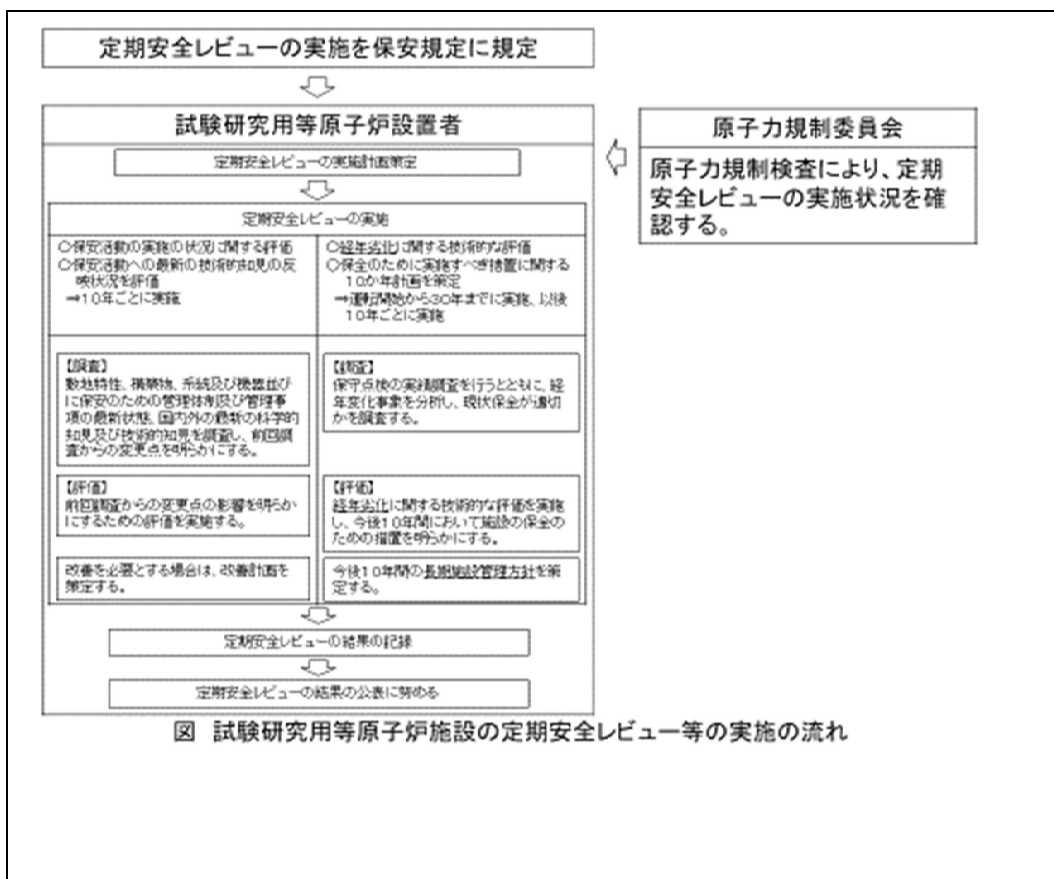 定期安全レビューの実施を保安規定に規定
試験研究用等原子炉設置者
定期安全レビューの実施計画策定
定期安全レビューの実施
○保安活動の実施の状況に関する評価
○保安活動への最新の技術的知見の反
映状況を評価
→10年ごとに実施
○経年劣化に関する技術的な評価
○保全のために実施すべき措置に関する
10か年計画を策定
→運転開始から30年までに実施、以後
10年ごとに実施
【調査】
敷地特性、構築物、系統及び機器並び
に保安のための管理体制及び管理事
項の最新状態、国内外の最新の科学的
知見及び技術的知見を調査し、前回調
査からの変更点を明らかにする。
【調査】
保守点検の実績調査を行うとともに、経
年変化事象を分析し、現状保全が適切
かを調査する。
【評価】
前回調査からの変更点の影響を明らか
にするための評価を実施する。
【評価】
経年劣化に関する技術的な評価を実施
し、今後10年間において施設の保全の
ための措置を明らかにする。
改善を必要とする場合は、改善計画を
策定する。
今後10年間の長期施設管理方針を策
定する。
定期安全レビューの結果の記録
定期安全レビューの結果の公表に努める
原子力規制委員会
原子力規制検査により、定期
安全レビューの実施状況を確
認する。
図 試験研究用等原子炉施設の定期安全レビュー等の実施の流れ